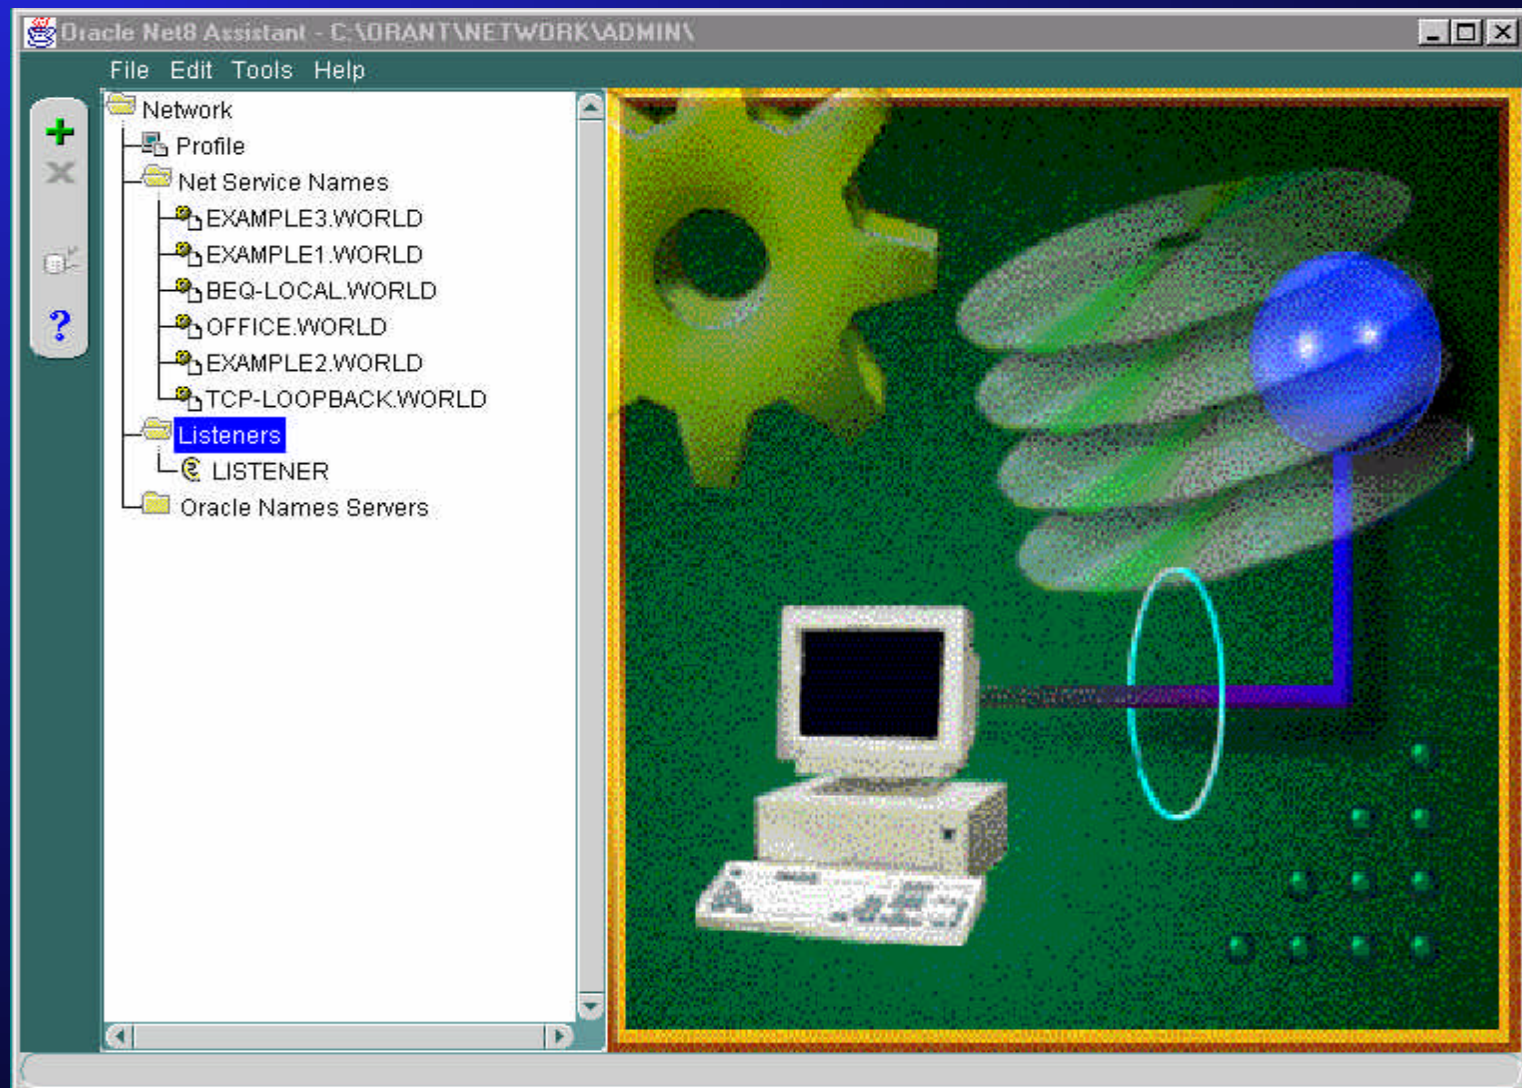 Oracle Net8 Assistant - C:\ORANT\NETWORK\ADMIN\
File Edit Tools Help
Network
Profile
Net Service Names
EXAMPLE3.WORLD
EXAMPLE1.WORLD
BEQ-LOCAL.WORLD
OFFICE.WORLD
EXAMPLE2.WORLD
TCP-LOOPBACK.WORLD
Listeners
LISTENER
Oracle Names Servers